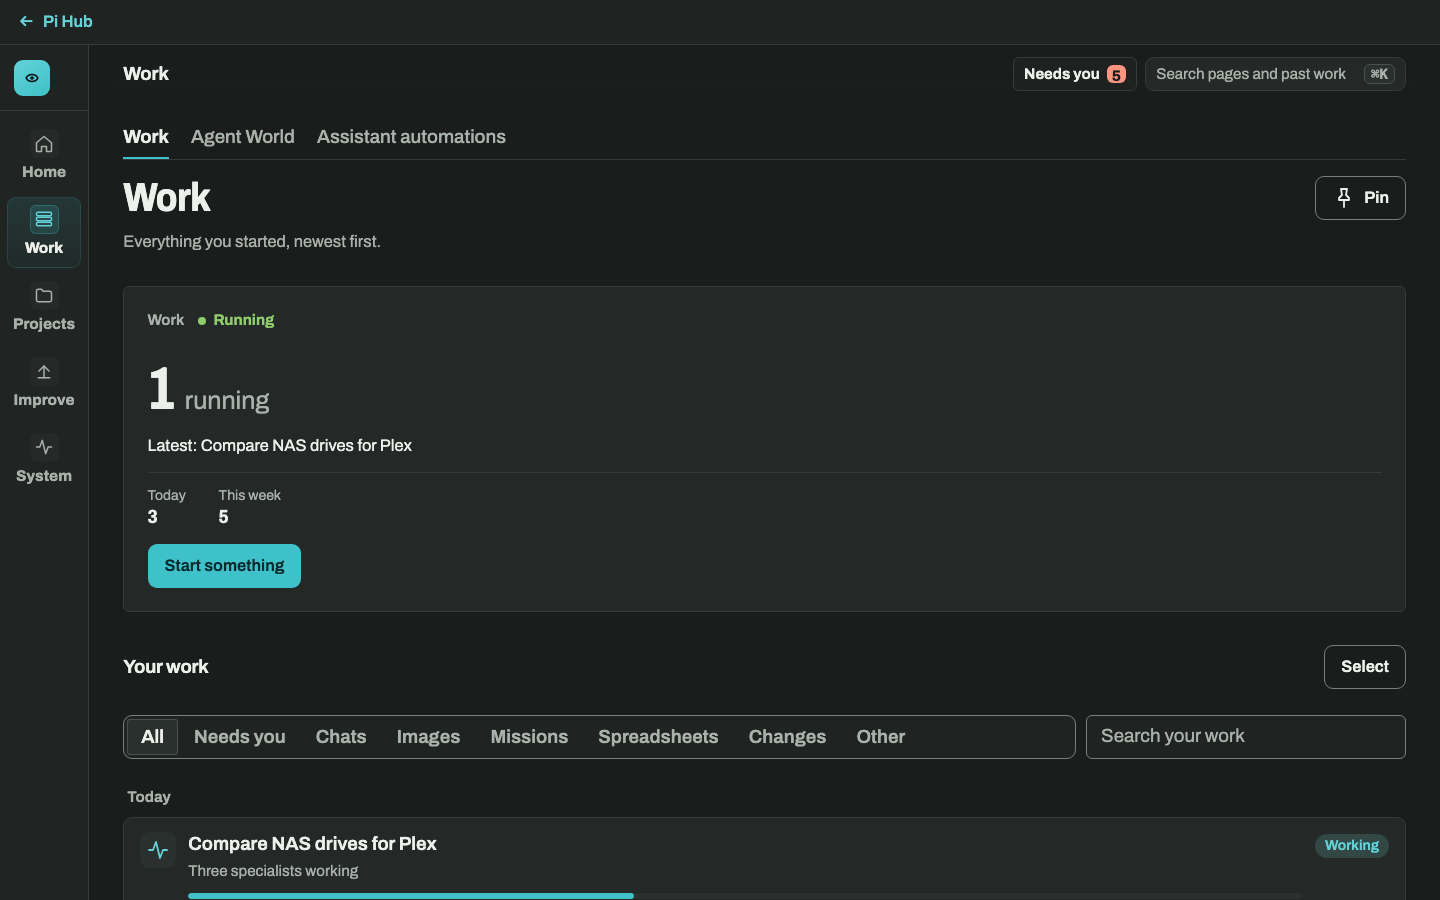 Pi Hub
Work
Needs you 5
Search pages and past work ⌘K
Home
Work
Projects
Improve
System
Work Agent World Assistant automations
Work
Pin
Everything you started, newest first.
Work Running
1 running
Latest: Compare NAS drives for Plex
Today This week
3 5
Start something
Your work
Select
All Needs you Chats Images Missions Spreadsheets Changes Other
Search your work
Today
Compare NAS drives for Plex
Working
Three specialists working